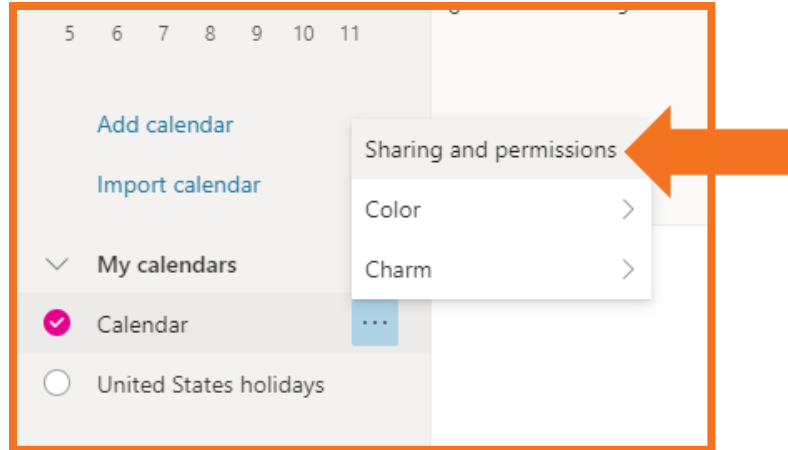 5 6 7 8 9 10 11
Add calendar
Import calendar
My calendars
Calendar
United States holidays
Sharing and permissions
Color
Charm